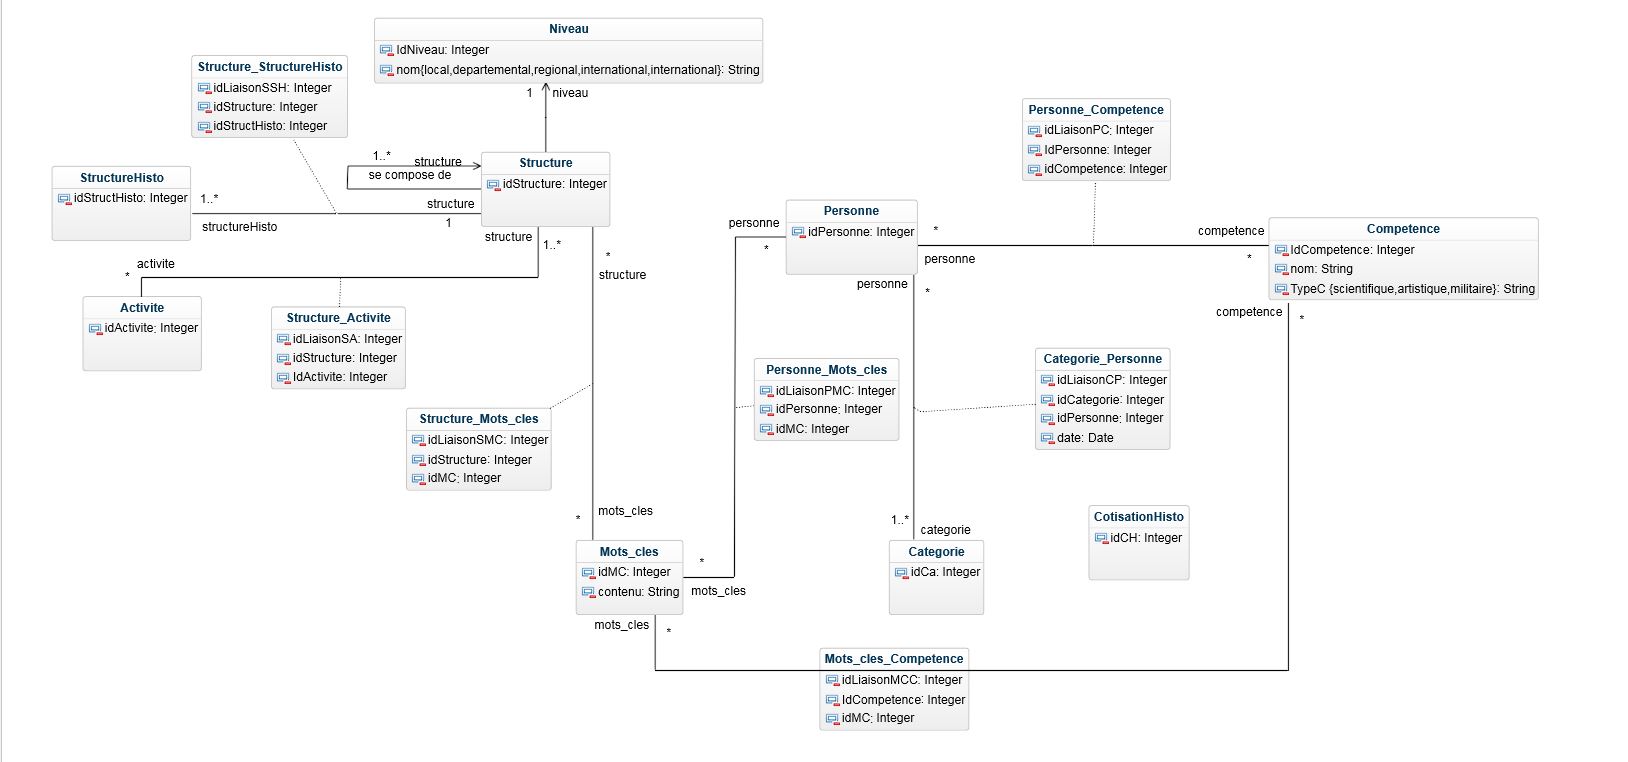 Niveau
IdNiveau: Integer
nom{local,departemental,regional,international,international}: String
1
niveau
Structure_StructureHisto
idLiaisonSSH: Integer
idStructure: Integer
idStructHisto: Integer
StructureHisto
idStructHisto: Integer
1..*
structureHisto
1..*
structure
se compose de
structure
1
Structure
idStructure: Integer
structure
1..*
*
structure
activite
*
Activite
idActivite: Integer
Structure_Activite
idLiaisonSA: Integer
idStructure: Integer
IdActivite: Integer
Structure_Mots_cles
idLiaisonSMC: Integer
idStructure: Integer
idMC: Integer
mots_cles
*
Mots_cles
idMC: Integer
contenu: String
*
mots_cles
mots_cles
*
personne
*
Personne
idPersonne: Integer
*
personne
personne
*
Personne_Competence
idLiaisonPC: Integer
IdPersonne: Integer
idCompetence: Integer
competence
*
Competence
IdCompetence: Integer
nom: String
TypeC {scientifique,artistique,militaire}: String
competence
*
Personne_Mots_cles
idLiaisonPMC: Integer
idPersonne: Integer
idMC: Integer
Categorie_Personne
idLiaisonCP: Integer
idCategorie: Integer
idPersonne: Integer
date: Date
1..*
categorie
Categorie
idCa: Integer
CotisationHisto
idCH: Integer
Mots_cles_Competence
idLiaisonMCC: Integer
IdCompetence: Integer
idMC: Integer